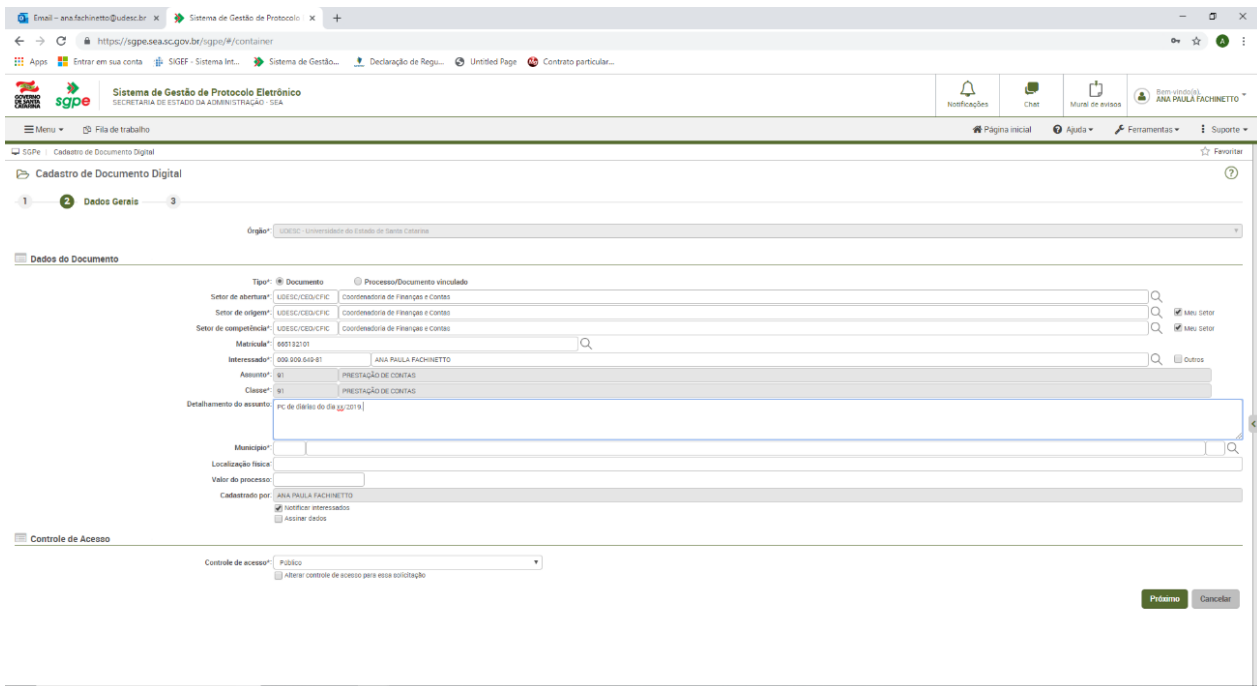 Email – ana.fachinetto@udesc.br
Sistema de Gestão de Protocolo
https://sgpe.sea.sc.gov.br/sgpe/#/container
Apps Entrar em sua conta SIGEF - Sistema Int... Sistema de Gestão... Declaração de Regu... Untitled Page Contrato particular...
GOVERNO DE SANTA CATARINA
sgpe
Sistema de Gestão de Protocolo Eletrônico
SECRETARIA DE ESTADO DA ADMINISTRAÇÃO - SEA
Notificações Chat Mural de avisos
Bem-vindo(a),
ANA PAULA FACHINETTO
Menu Fila de trabalho Página inicial Ajuda Ferramentas Suporte
SGPe Cadastro de Documento Digital Favoritar
Cadastro de Documento Digital
1 2 Dados Gerais 3
Órgão*: UDESC - Universidade do Estado de Santa Catarina
Dados do Documento
Tipo*: Documento Processo/Documento vinculado
Setor de abertura*: UDESC/CEO/CFIC Coordenadoria de Finanças e Contas
Setor de origem*: UDESC/CEO/CFIC Coordenadoria de Finanças e Contas Meu Setor
Setor de competência*: UDESC/CEO/CFIC Coordenadoria de Finanças e Contas Meu Setor
Matrícula*:
Interessado*: ANA PAULA FACHINETTO Outros
Assunto*: 91 PRESTAÇÃO DE CONTAS
Classe*: 91 PRESTAÇÃO DE CONTAS
Detalhamento do assunto: PC de diárias do dia xx/2019.
Município*:
Localização física:
Valor do processo:
Cadastrado por: ANA PAULA FACHINETTO
Notificar interessados
Assinar dados
Controle de Acesso
Controle de acesso*: Público
Alterar controle de acesso para essa solicitação
Próximo Cancelar